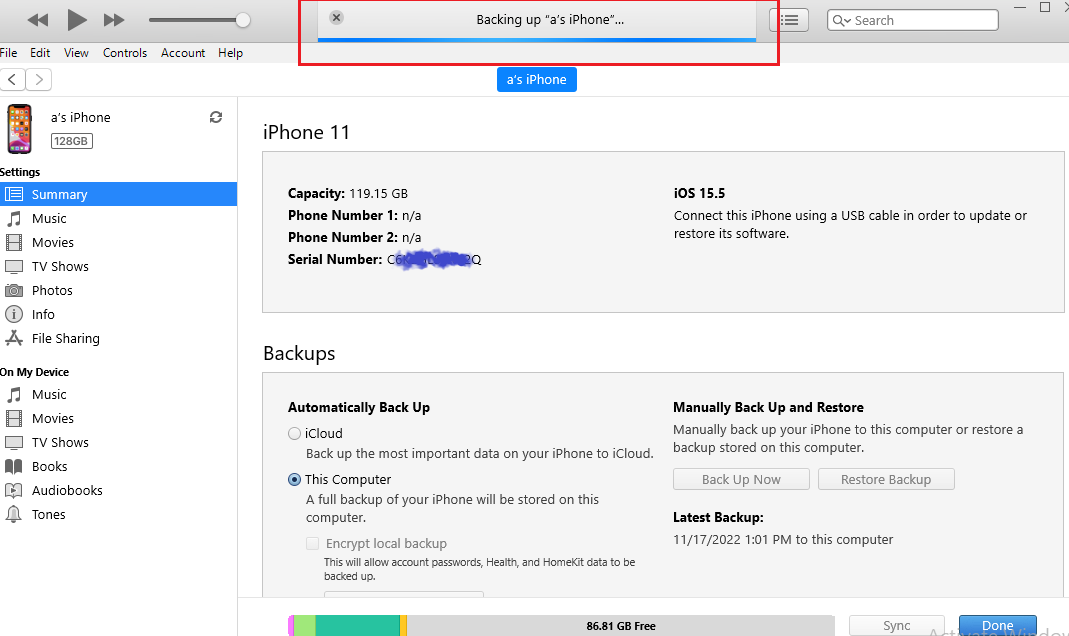 Backing up “a’s iPhone”...
Search
File Edit View Controls Account Help
a’s iPhone
a’s iPhone
128GB
Settings
Summary
Music
Movies
TV Shows
Photos
Info
File Sharing
On My Device
Music
Movies
TV Shows
Books
Audiobooks
Tones
iPhone 11
Capacity: 119.15 GB
Phone Number 1: n/a
Phone Number 2: n/a
Serial Number:
iOS 15.5
Connect this iPhone using a USB cable in order to update or
restore its software.
Backups
Automatically Back Up
iCloud
Back up the most important data on your iPhone to iCloud.
This Computer
A full backup of your iPhone will be stored on this
computer.
Encrypt local backup
This will allow account passwords, Health, and HomeKit data to be
backed up.
Manually Back Up and Restore
Manually back up your iPhone to this computer or restore a
backup stored on this computer.
Back Up Now Restore Backup
Latest Backup:
11/17/2022 1:01 PM to this computer
86.81 GB Free
Sync Done